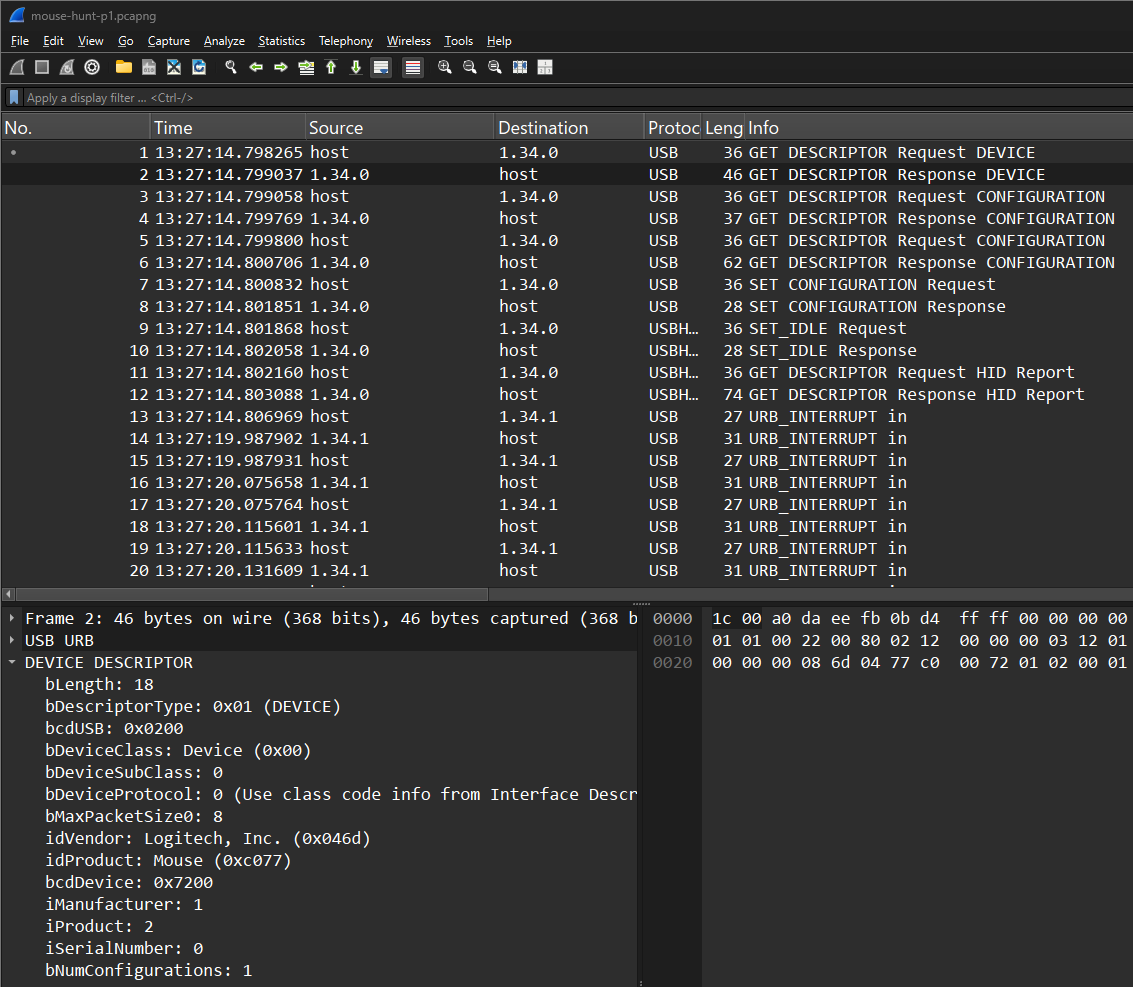 mouse-hunt-p1.pcapng
File Edit View Go Capture Analyze Statistics Telephony Wireless Tools Help
Apply a display filter ... <Ctrl-/>
No. Time Source Destination Protoc Leng Info
1 13:27:14.798265 host 1.34.0 USB 36 GET DESCRIPTOR Request DEVICE
2 13:27:14.799037 1.34.0 host USB 46 GET DESCRIPTOR Response DEVICE
3 13:27:14.799058 host 1.34.0 USB 36 GET DESCRIPTOR Request CONFIGURATION
4 13:27:14.799769 1.34.0 host USB 37 GET DESCRIPTOR Response CONFIGURATION
5 13:27:14.799800 host 1.34.0 USB 36 GET DESCRIPTOR Request CONFIGURATION
6 13:27:14.800706 1.34.0 host USB 62 GET DESCRIPTOR Response CONFIGURATION
7 13:27:14.800832 host 1.34.0 USB 36 SET CONFIGURATION Request
8 13:27:14.801851 1.34.0 host USB 28 SET CONFIGURATION Response
9 13:27:14.801868 host 1.34.0 USBH… 36 SET_IDLE Request
10 13:27:14.802058 1.34.0 host USBH… 28 SET_IDLE Response
11 13:27:14.802160 host 1.34.0 USBH… 36 GET DESCRIPTOR Request HID Report
12 13:27:14.803088 1.34.0 host USBH… 74 GET DESCRIPTOR Response HID Report
13 13:27:14.806969 host 1.34.1 USB 27 URB_INTERRUPT in
14 13:27:19.987902 1.34.1 host USB 31 URB_INTERRUPT in
15 13:27:19.987931 host 1.34.1 USB 27 URB_INTERRUPT in
16 13:27:20.075658 1.34.1 host USB 31 URB_INTERRUPT in
17 13:27:20.075764 host 1.34.1 USB 27 URB_INTERRUPT in
18 13:27:20.115601 1.34.1 host USB 31 URB_INTERRUPT in
19 13:27:20.115633 host 1.34.1 USB 27 URB_INTERRUPT in
20 13:27:20.131609 1.34.1 host USB 31 URB_INTERRUPT in
Frame 2: 46 bytes on wire (368 bits), 46 bytes captured (368 b
USB URB
DEVICE DESCRIPTOR
bLength: 18
bDescriptorType: 0x01 (DEVICE)
bcdUSB: 0x0200
bDeviceClass: Device (0x00)
bDeviceSubClass: 0
bDeviceProtocol: 0 (Use class code info from Interface Descr
bMaxPacketSize0: 8
idVendor: Logitech, Inc. (0x046d)
idProduct: Mouse (0xc077)
bcdDevice: 0x7200
iManufacturer: 1
iProduct: 2
iSerialNumber: 0
bNumConfigurations: 1
0000 1c 00 a0 da ee fb 0b d4 ff ff 00 00 00 00
0010 01 01 00 22 00 80 02 12 00 00 00 03 12 01
0020 00 00 00 08 6d 04 77 c0 00 72 01 02 00 01